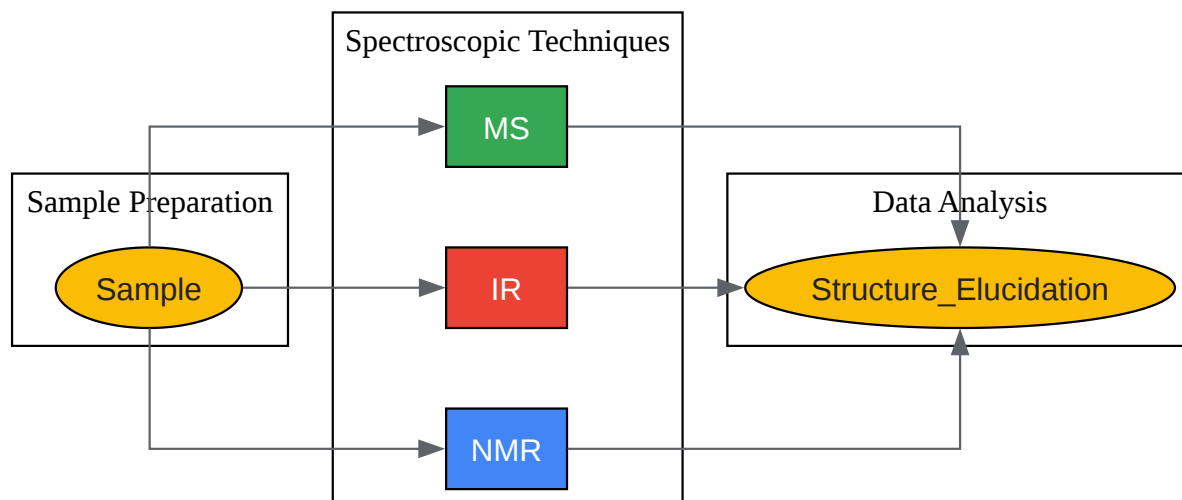 Spectroscopic Techniques
MS
Sample Preparation
Data Analysis
Sample
IR
Structure_Elucidation
NMR